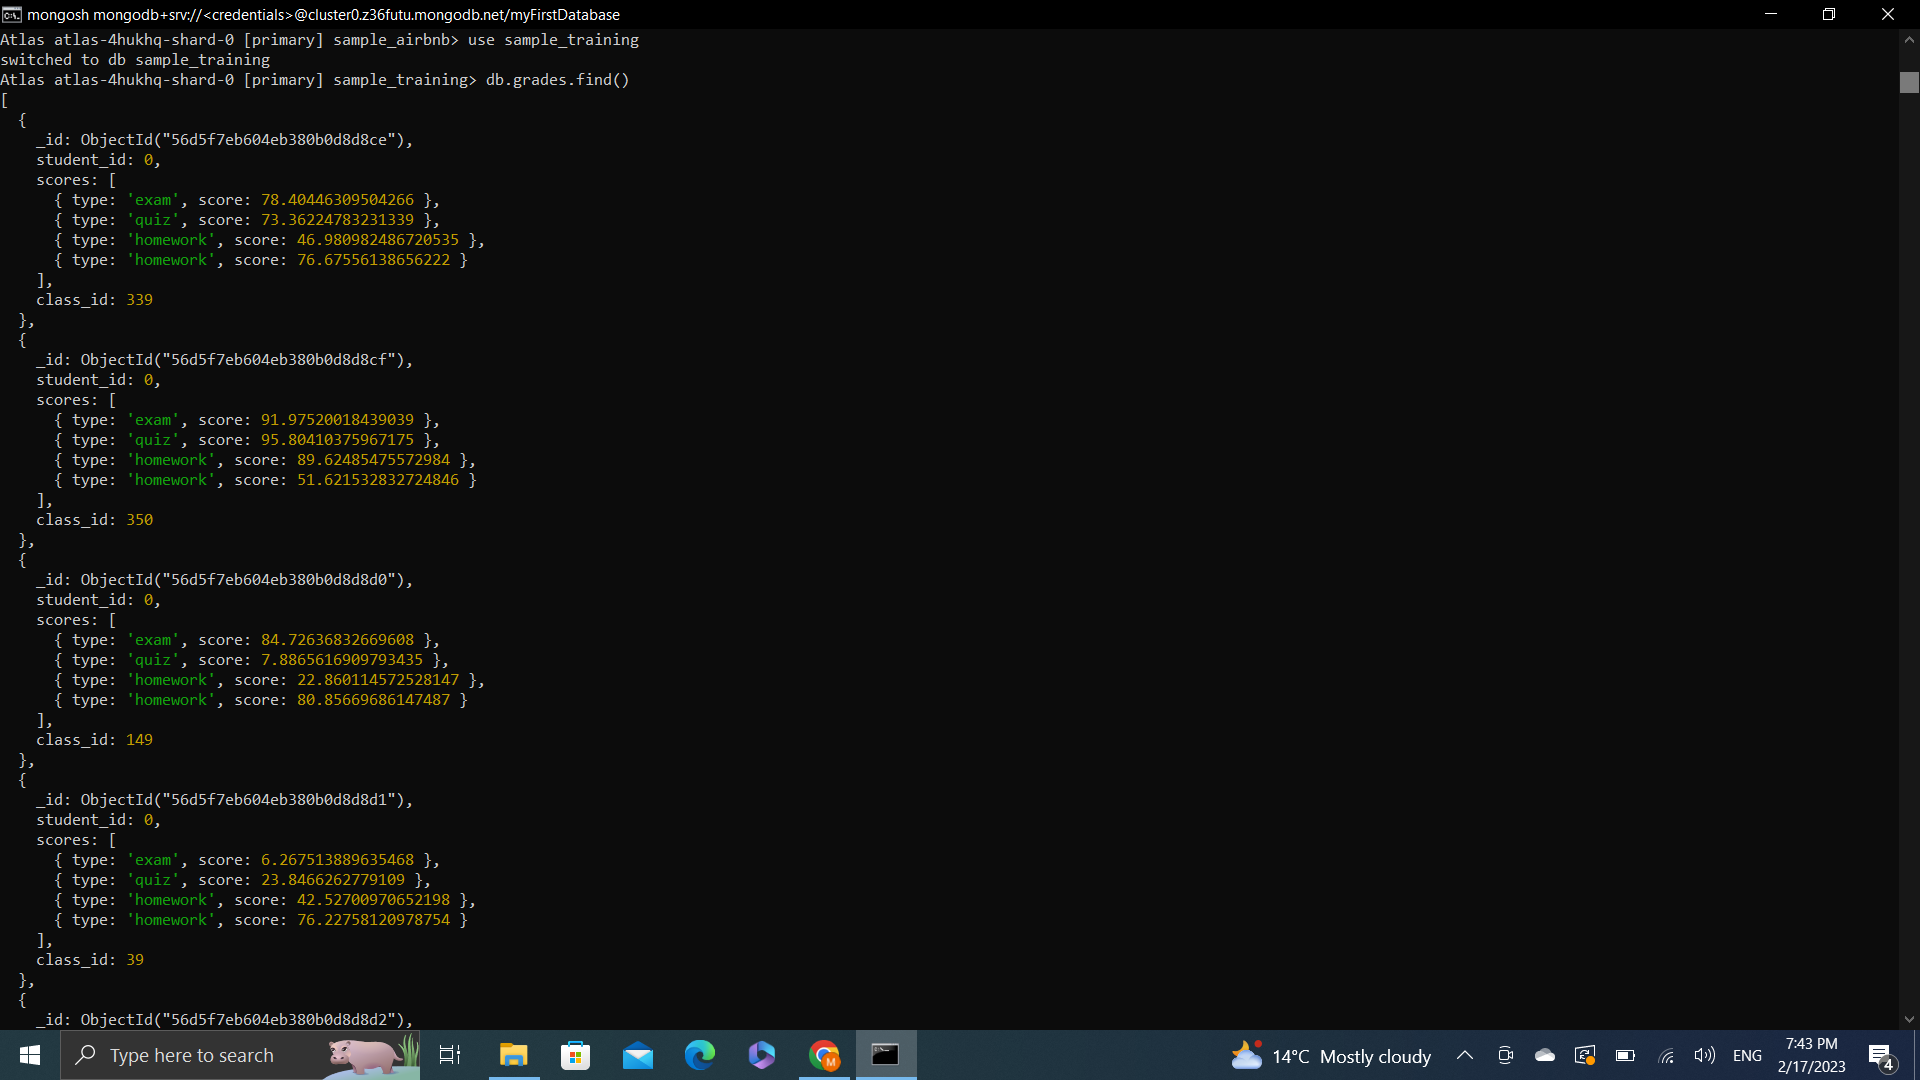 mongosh mongodb+srv://<credentials>@cluster0.z36futu.mongodb.net/myFirstDatabase
Atlas atlas-4hukhq-shard-0 [primary] sample_airbnb> use sample_training
switched to db sample_training
Atlas atlas-4hukhq-shard-0 [primary] sample_training> db.grades.find()
[
  {
    _id: ObjectId("56d5f7eb604eb380b0d8d8ce"),
    student_id: 0,
    scores: [
      { type: 'exam', score: 78.40446309504266 },
      { type: 'quiz', score: 73.36224783231339 },
      { type: 'homework', score: 46.980982486720535 },
      { type: 'homework', score: 76.67556138656222 }
    ],
    class_id: 339
  },
  {
    _id: ObjectId("56d5f7eb604eb380b0d8d8cf"),
    student_id: 0,
    scores: [
      { type: 'exam', score: 91.97520018439039 },
      { type: 'quiz', score: 95.80410375967175 },
      { type: 'homework', score: 89.62485475572984 },
      { type: 'homework', score: 51.621532832724846 }
    ],
    class_id: 350
  },
  {
    _id: ObjectId("56d5f7eb604eb380b0d8d8d0"),
    student_id: 0,
    scores: [
      { type: 'exam', score: 84.72636832669608 },
      { type: 'quiz', score: 7.8865616909793435 },
      { type: 'homework', score: 22.860114572528147 },
      { type: 'homework', score: 80.85669686147487 }
    ],
    class_id: 149
  },
  {
    _id: ObjectId("56d5f7eb604eb380b0d8d8d1"),
    student_id: 0,
    scores: [
      { type: 'exam', score: 6.267513889635468 },
      { type: 'quiz', score: 23.8466262779109 },
      { type: 'homework', score: 42.52700970652198 },
      { type: 'homework', score: 76.22758120978754 }
    ],
    class_id: 39
  },
  {
    _id: ObjectId("56d5f7eb604eb380b0d8d8d2"),
Type here to search
14°C Mostly cloudy
ENG
7:43 PM
2/17/2023
4